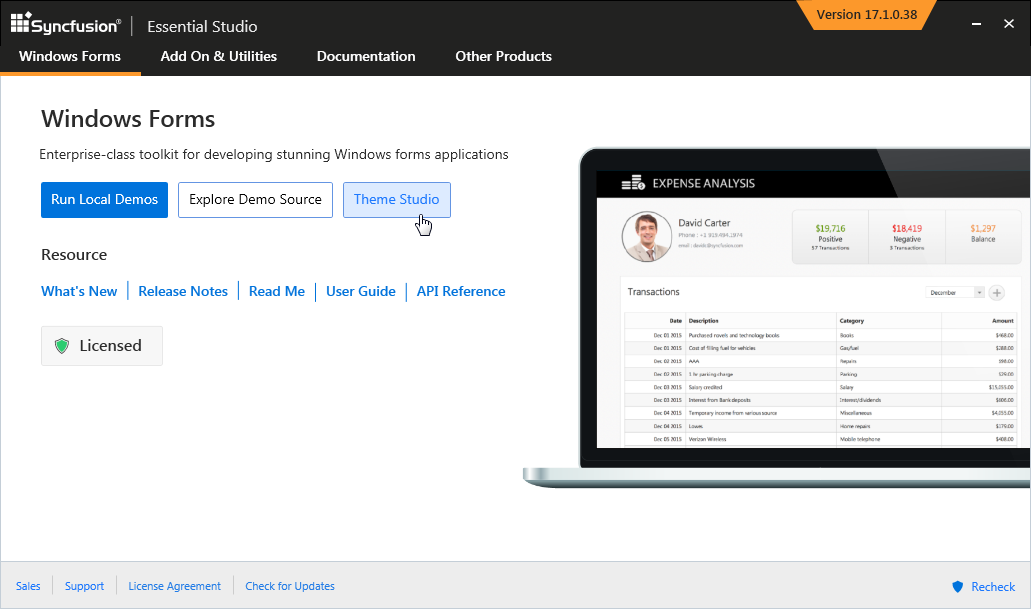 Syncfusion® | Essential Studio
Version 17.1.0.38
Windows Forms Add On & Utilities Documentation Other Products
Windows Forms
Enterprise-class toolkit for developing stunning Windows forms applications
Run Local Demos Explore Demo Source Theme Studio
Resource
What's New | Release Notes | Read Me | User Guide | API Reference
Licensed
EXPENSE ANALYSIS
David Carter
Phone : +1 919.494.1974
email : davidc@syncfusion.com
$19,716 $18,419 $1,297
Positive Negative Balance
37 Transactions 3 Transactions
Transactions
December
Date Description Category Amount
Dec 01 2015 Purchased novels and technology books Books $468.00
Dec 01 2015 Cost of filling fuel for vehicles Gas/fuel $288.00
Dec 02 2015 AAA Repairs $98.00
Dec 02 2015 1 hr parking charge Parking $29.00
Dec 03 2015 Salary credited Salary $15,055.00
Dec 03 2015 Interest from Bank deposits Interest/dividends $606.00
Dec 04 2015 Temporary income from various source Miscellaneous $4,055.00
Dec 04 2015 Lowes Home repairs $179.00
Dec 05 2015 Verizon Wireless Mobile telephone $408.00
Sales Support License Agreement Check for Updates
Recheck